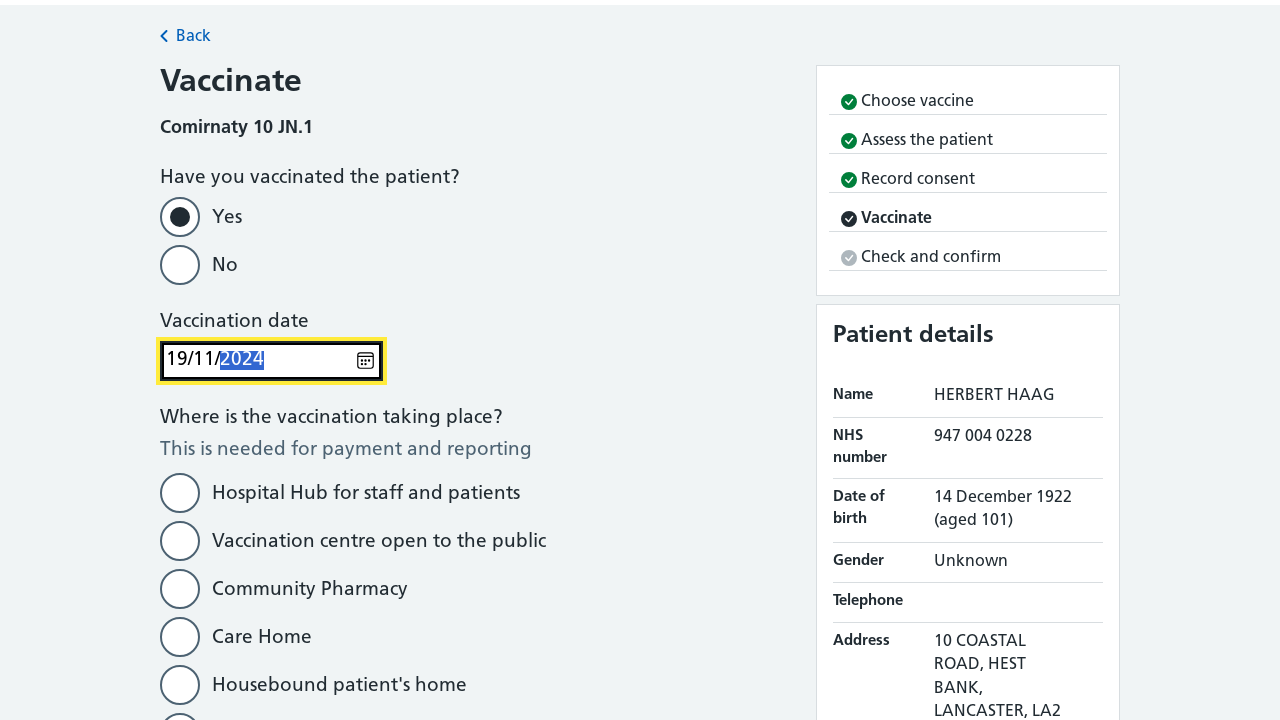 Back
Vaccinate
Comirnaty 10 JN.1
Have you vaccinated the patient?
Yes
No
Vaccination date
19/11/2024
Where is the vaccination taking place?
This is needed for payment and reporting
Hospital Hub for staff and patients
Vaccination centre open to the public
Community Pharmacy
Care Home
Housebound patient's home
Choose vaccine
Assess the patient
Record consent
Vaccinate
Check and confirm
Patient details
Name HERBERT HAAG
NHS number 947 004 0228
Date of birth 14 December 1922 (aged 101)
Gender Unknown
Telephone
Address 10 COASTAL
ROAD, HEST
BANK,
LANCASTER, LA2